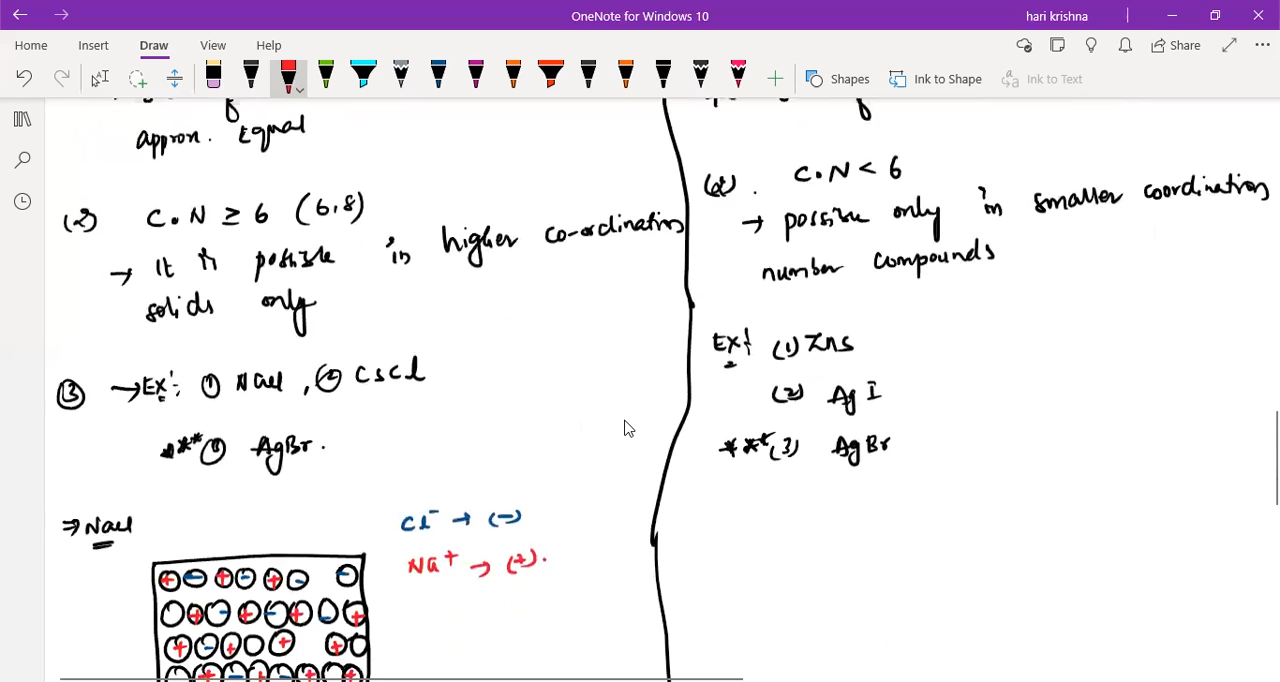 OneNote for Windows 10
hari krishna
Home Insert Draw View Help
Share
Shapes Ink to Shape Ink to Text
approx. Equal
(2) C.N ≥ 6 (6,8)
→ It is possible in higher co-ordination
solids only
③ → Ex: ① NaCl, ② CsCl
*** ③ AgBr.
⇒ NaCl
Cl⁻ → (-)
Na⁺ → (+).
(2). C.N < 6
→ possible only in smaller coordination
number compounds
Ex: (1) ZnS
(2) AgI
*** (3) AgBr